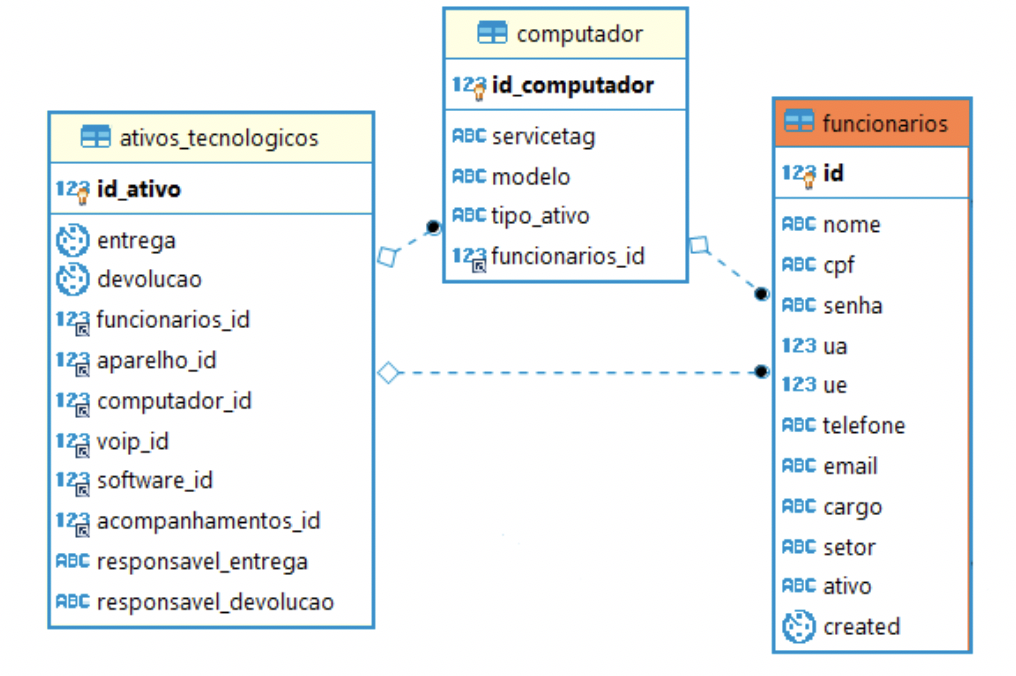 computador
123 id_computador
ABC servicetag
ABC modelo
ABC tipo_ativo
123 funcionarios_id
ativos_tecnologicos
123 id_ativo
entrega
devolucao
123 funcionarios_id
123 aparelho_id
123 computador_id
123 voip_id
123 software_id
123 acompanhamentos_id
ABC responsavel_entrega
ABC responsavel_devolucao
funcionarios
123 id
ABC nome
ABC cpf
ABC senha
123 ua
123 ue
ABC telefone
ABC email
ABC cargo
ABC setor
ABC ativo
created